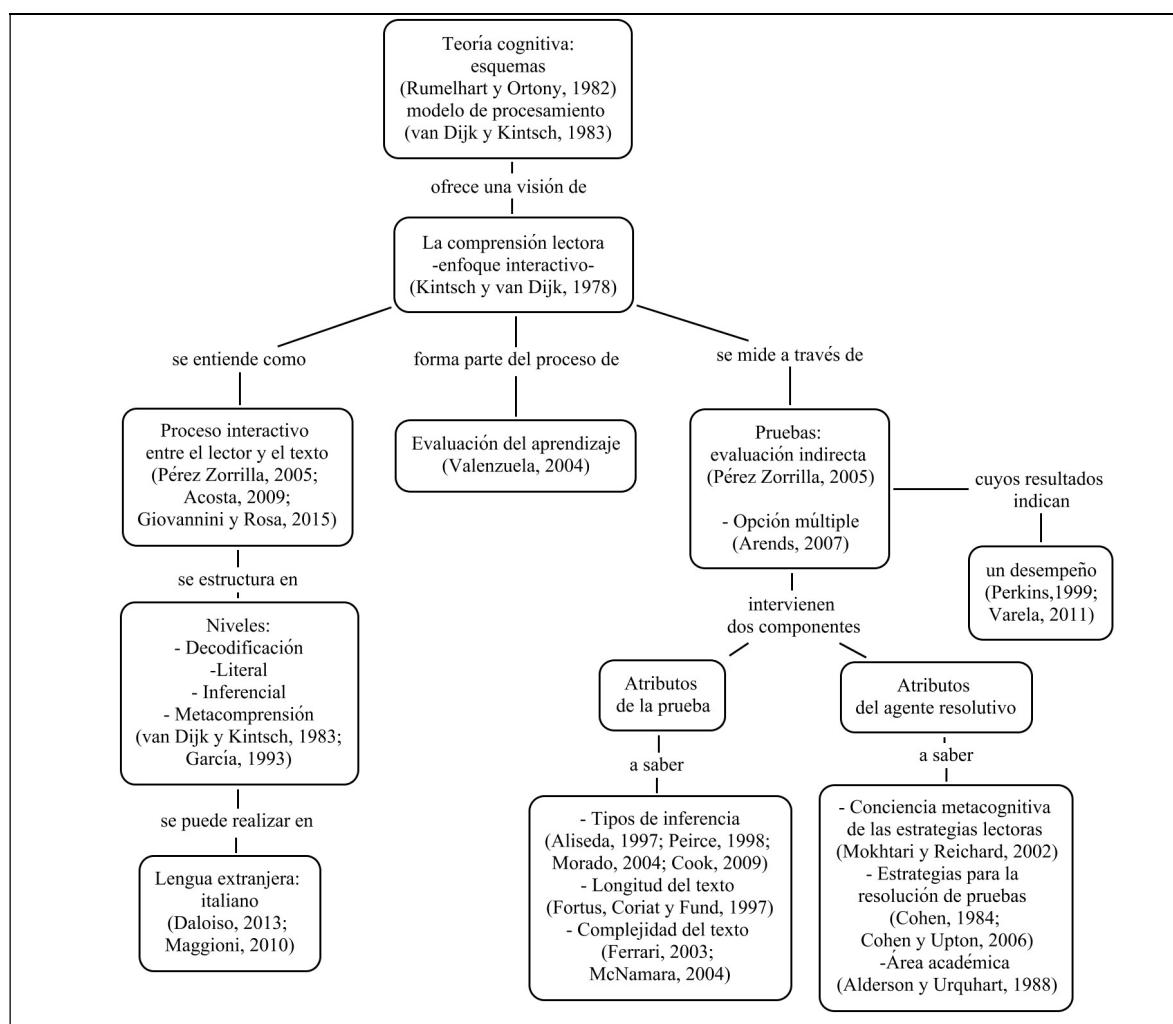 Teoría cognitiva:
esquemas
(Rumelhart y Ortony, 1982)
modelo de procesamiento
(van Dijk y Kintsch, 1983)
ofrece una visión de
La comprensión lectora
-enfoque interactivo-
(Kintsch y van Dijk, 1978)
se entiende como
Proceso interactivo
entre el lector y el texto
(Pérez Zorrilla, 2005;
Acosta, 2009;
Giovannini y Rosa, 2015)
se estructura en
Niveles:
- Decodificación
-Literal
- Inferencial
- Metacomprensión
(van Dijk y Kintsch, 1983;
García, 1993)
se puede realizar en
Lengua extranjera:
italiano
(Daloiso, 2013;
Maggioni, 2010)
forma parte del proceso de
Evaluación del aprendizaje
(Valenzuela, 2004)
se mide a través de
Pruebas:
evaluación indirecta
(Pérez Zorrilla, 2005)
- Opción múltiple
(Arends, 2007)
cuyos resultados
indican
un desempeño
(Perkins,1999;
Varela, 2011)
intervienen
dos componentes
Atributos
de la prueba
a saber
- Tipos de inferencia
(Aliseda, 1997; Peirce, 1998;
Morado, 2004; Cook, 2009)
- Longitud del texto
(Fortus, Coriat y Fund, 1997)
- Complejidad del texto
(Ferrari, 2003;
McNamara, 2004)
Atributos
del agente resolutivo
a saber
- Conciencia metacognitiva
de las estrategias lectoras
(Mokhtari y Reichard, 2002)
- Estrategias para la
resolución de pruebas
(Cohen, 1984;
Cohen y Upton, 2006)
-Área académica
(Alderson y Urquhart, 1988)